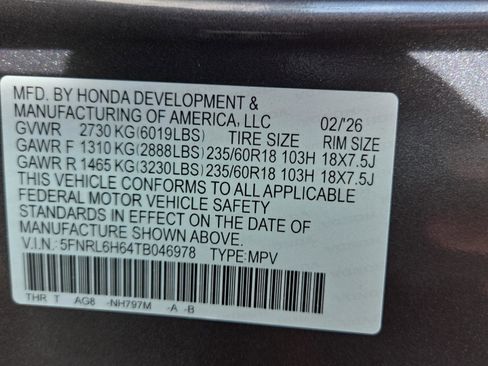 MFD. BY HONDA DEVELOPMENT &
MANUFACTURING OF AMERICA, LLC 02/'26
GVWR 2730 KG(6019LBS) TIRE SIZE RIM SIZE
GAWR F 1310 KG(2888LBS) 235/60R18 103H 18X7.5J
GAWR R 1465 KG(3230LBS) 235/60R18 103H 18X7.5J
THIS VEHICLE CONFORMS TO ALL APPLICABLE
FEDERAL MOTOR VEHICLE SAFETY
STANDARDS IN EFFECT ON THE DATE OF
MANUFACTURE SHOWN ABOVE.
V.I.N.: 5FNRL6H64TB046978 TYPE: MPV
THR T AG8 -NH797M -A -B